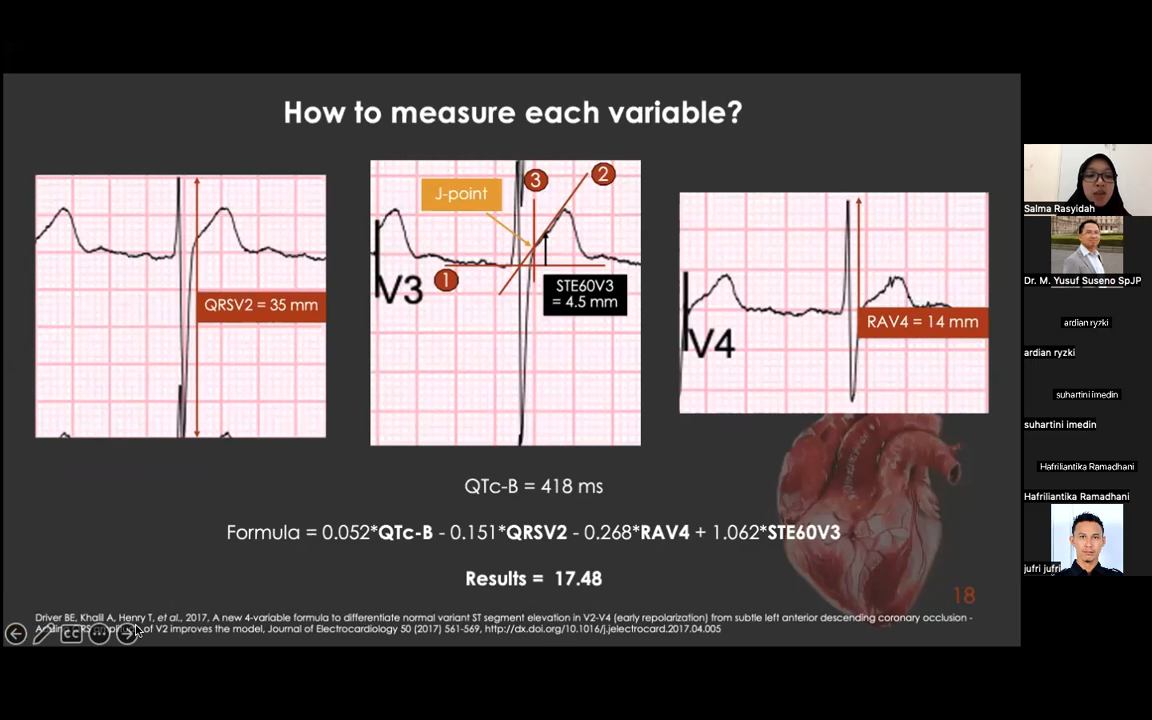 How to measure each variable?
QRSV2 = 35 mm
J-point
3
2
1
V3
STE60V3
= 4.5 mm
V4
RAV4 = 14 mm
QTc-B = 418 ms
Formula = 0.052*QTc-B - 0.151*QRSV2 - 0.268*RAV4 + 1.062*STE60V3
Results = 17.48
18
Driver BE, Khalil A, Henry T, et al., 2017, A new 4-variable formula to differentiate normal variant ST segment elevation in V2-V4 (early repolarization) from subtle left anterior descending coronary occlusion -
of V2 improves the model, Journal of Electrocardiology 50 (2017) 561-569, http://dx.doi.org/10.1016/j.jelectrocard.2017.04.005
CC
Salma Rasyidah
Dr. M. Yusuf Suseno SpJP
ardian ryzki
ardian ryzki
suhartini imedin
suhartini imedin
Hafriliantika Ramadhani
Hafriliantika Ramadhani
jufri jufri